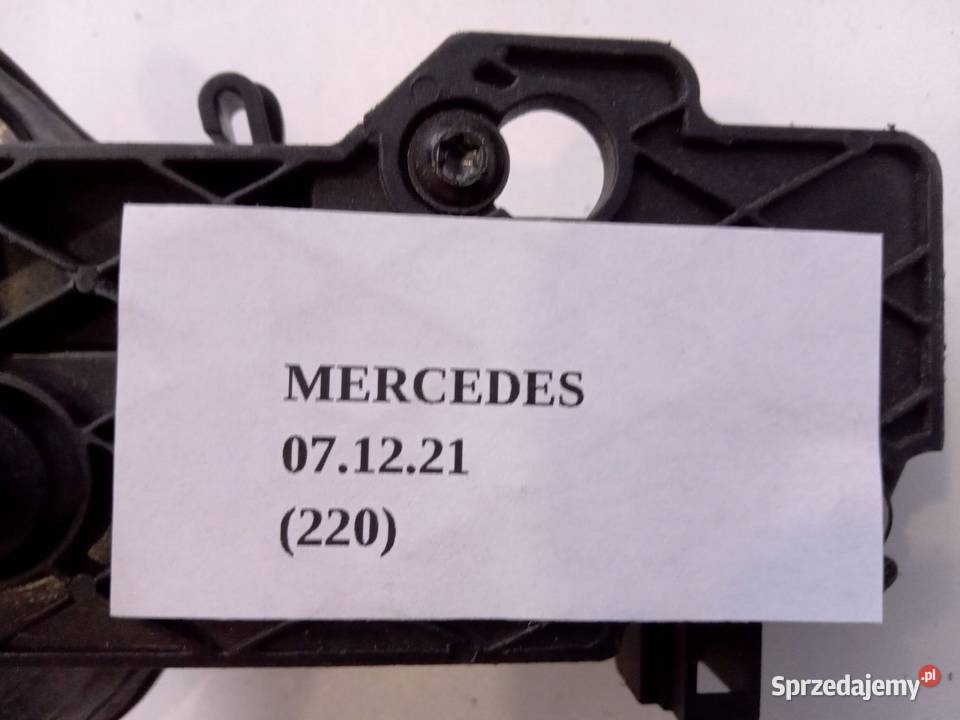 MERCEDES
07.12.21
(220)
Sprzedajemy.pl